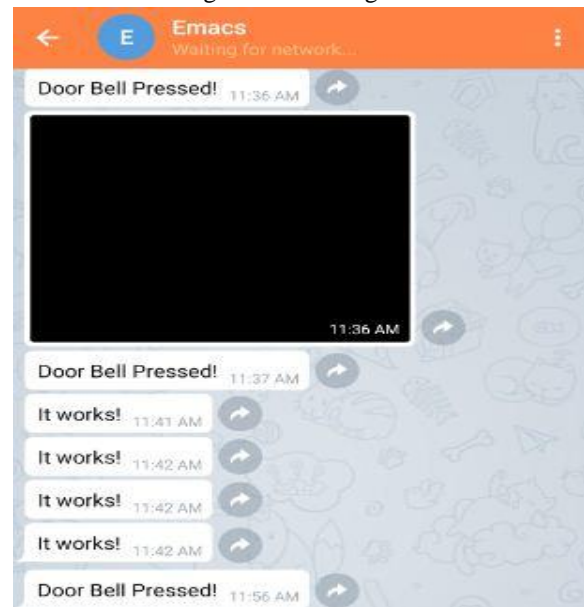 E
Emacs
Waiting for network...
Door Bell Pressed! 11:36 AM
11:36 AM
Door Bell Pressed! 11:37 AM
It works! 11:41 AM
It works! 11:42 AM
It works! 11:42 AM
It works! 11:42 AM
Door Bell Pressed! 11:56 AM